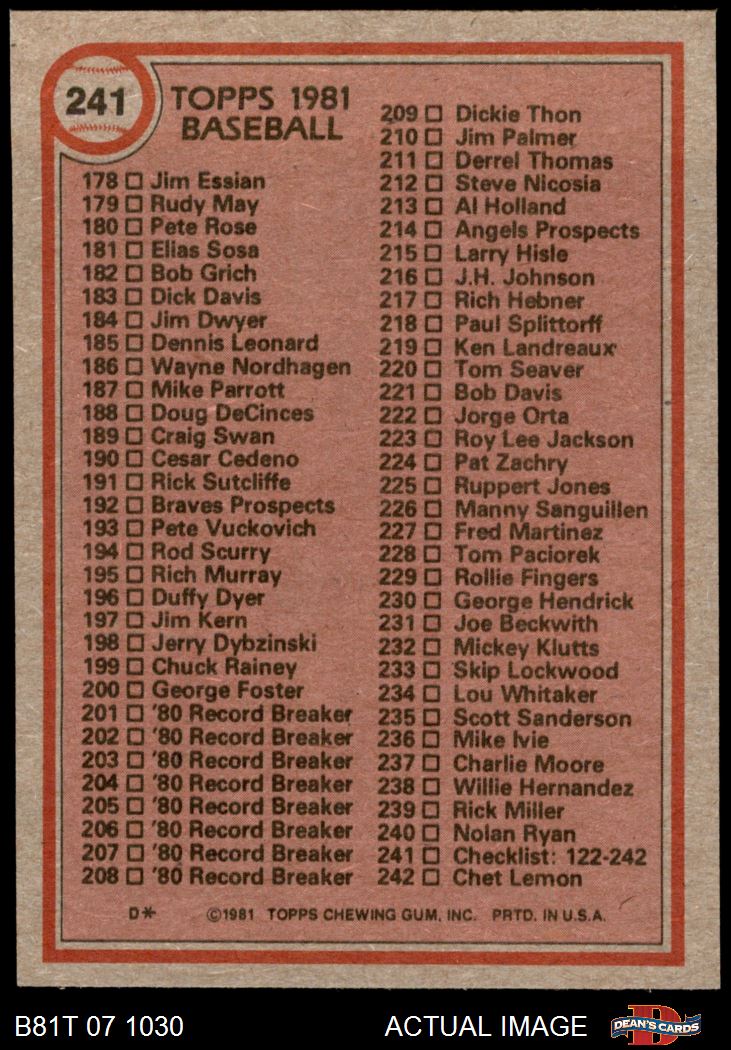 241
TOPPS 1981
BASEBALL
178 Jim Essian
179 Rudy May
180 Pete Rose
181 Elias Sosa
182 Bob Grich
183 Dick Davis
184 Jim Dwyer
185 Dennis Leonard
186 Wayne Nordhagen
187 Mike Parrott
188 Doug DeCinces
189 Craig Swan
190 Cesar Cedeno
191 Rick Sutcliffe
192 Braves Prospects
193 Pete Vuckovich
194 Rod Scurry
195 Rich Murray
196 Duffy Dyer
197 Jim Kern
198 Jerry Dybzinski
199 Chuck Rainey
200 George Foster
201 '80 Record Breaker
202 '80 Record Breaker
203 '80 Record Breaker
204 '80 Record Breaker
205 '80 Record Breaker
206 '80 Record Breaker
207 '80 Record Breaker
208 '80 Record Breaker
209 Dickie Thon
210 Jim Palmer
211 Derrel Thomas
212 Steve Nicosia
213 Al Holland
214 Angels Prospects
215 Larry Hisle
216 J.H. Johnson
217 Rich Hebner
218 Paul Splittorff
219 Ken Landreaux
220 Tom Seaver
221 Bob Davis
222 Jorge Orta
223 Roy Lee Jackson
224 Pat Zachry
225 Ruppert Jones
226 Manny Sanguillen
227 Fred Martinez
228 Tom Paciorek
229 Rollie Fingers
230 George Hendrick
231 Joe Beckwith
232 Mickey Klutts
233 Skip Lockwood
234 Lou Whitaker
235 Scott Sanderson
236 Mike Ivie
237 Charlie Moore
238 Willie Hernandez
239 Rick Miller
240 Nolan Ryan
241 Checklist: 122-242
242 Chet Lemon
D* ©1981 TOPPS CHEWING GUM, INC. PRTD. IN U.S.A.
B81T 07 1030 ACTUAL IMAGE DEAN'S CARDS